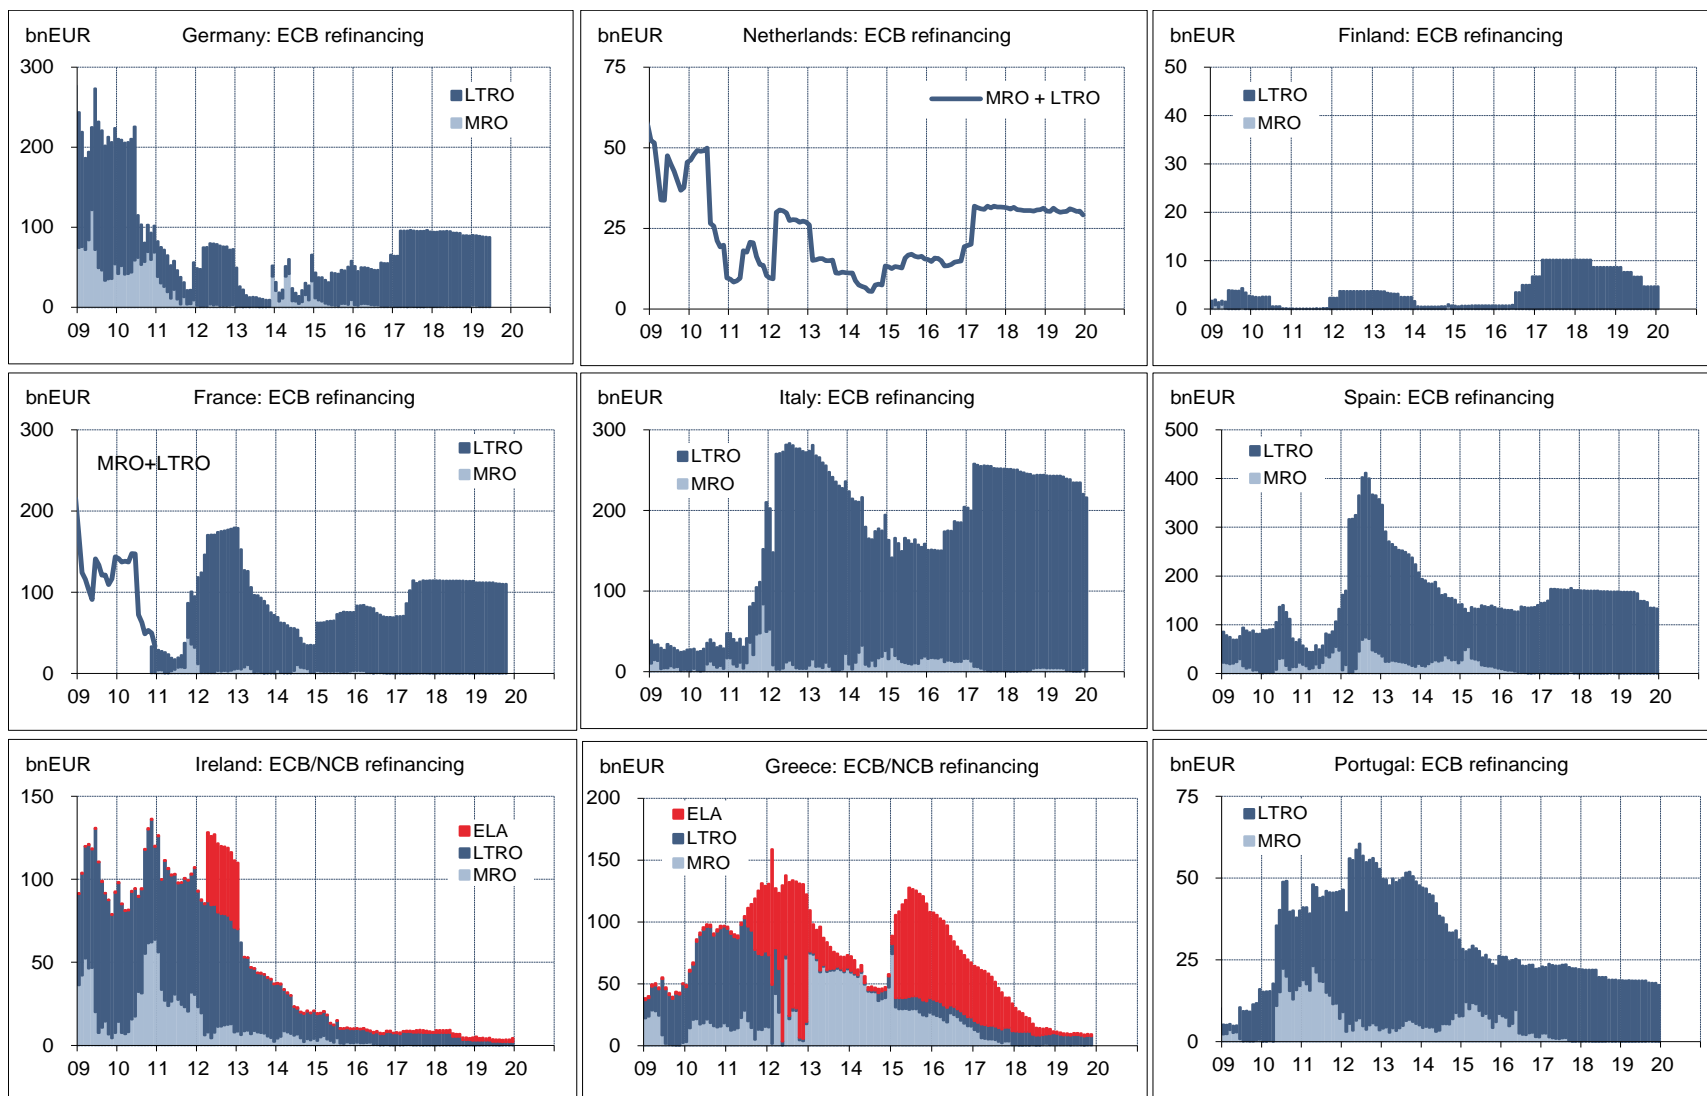 bnEUR Germany: ECB refinancing
300
200
100
0
LTRO
MRO
09 10 11 12 13 14 15 16 17 18 19 20
bnEUR Netherlands: ECB refinancing
75
50
25
0
MRO + LTRO
09 10 11 12 13 14 15 16 17 18 19 20
bnEUR Finland: ECB refinancing
50
40
30
20
10
0
LTRO
MRO
09 10 11 12 13 14 15 16 17 18 19 20
bnEUR France: ECB refinancing
300
200
100
0
MRO+LTRO
LTRO
MRO
09 10 11 12 13 14 15 16 17 18 19 20
bnEUR Italy: ECB refinancing
300
200
100
0
LTRO
MRO
09 10 11 12 13 14 15 16 17 18 19 20
bnEUR Spain: ECB refinancing
500
400
300
200
100
0
LTRO
MRO
09 10 11 12 13 14 15 16 17 18 19 20
bnEUR Ireland: ECB/NCB refinancing
150
100
50
0
ELA
LTRO
MRO
09 10 11 12 13 14 15 16 17 18 19 20
bnEUR Greece: ECB/NCB refinancing
200
150
100
50
0
ELA
LTRO
MRO
09 10 11 12 13 14 15 16 17 18 19 20
bnEUR Portugal: ECB refinancing
75
50
25
0
LTRO
MRO
09 10 11 12 13 14 15 16 17 18 19 20